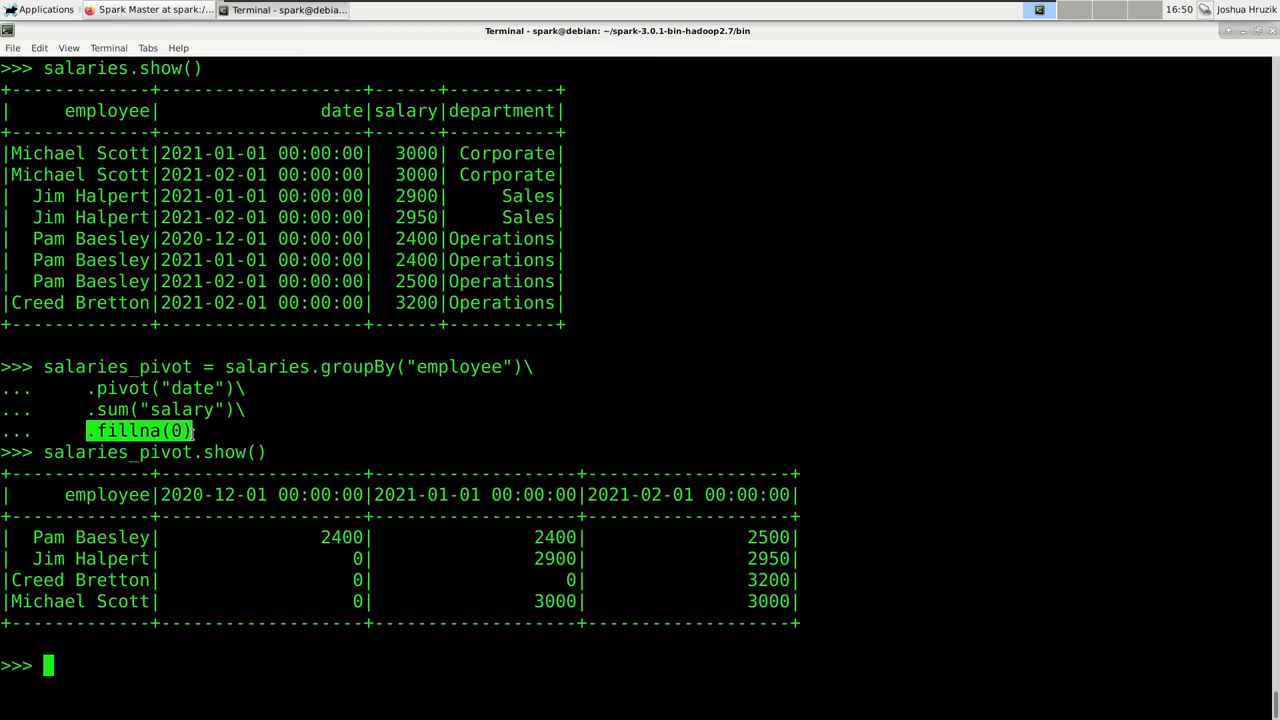 Applications Spark Master at spark:/... Terminal - spark@debia... 16:50 Joshua Hruzik
Terminal - spark@debian: ~/spark-3.0.1-bin-hadoop2.7/bin
File Edit View Terminal Tabs Help
>>> salaries.show()
+-------------+-------------------+------+----------+
|     employee|               date|salary|department|
+-------------+-------------------+------+----------+
|Michael Scott|2021-01-01 00:00:00|  3000| Corporate|
|Michael Scott|2021-02-01 00:00:00|  3000| Corporate|
|  Jim Halpert|2021-01-01 00:00:00|  2900|     Sales|
|  Jim Halpert|2021-02-01 00:00:00|  2950|     Sales|
|  Pam Baesley|2020-12-01 00:00:00|  2400|Operations|
|  Pam Baesley|2021-01-01 00:00:00|  2400|Operations|
|  Pam Baesley|2021-02-01 00:00:00|  2500|Operations|
|Creed Bretton|2021-02-01 00:00:00|  3200|Operations|
+-------------+-------------------+------+----------+
>>> salaries_pivot = salaries.groupBy("employee")\
...     .pivot("date")\
...     .sum("salary")\
...     .fillna(0)
>>> salaries_pivot.show()
+-------------+-------------------+-------------------+-------------------+
|     employee|2020-12-01 00:00:00|2021-01-01 00:00:00|2021-02-01 00:00:00|
+-------------+-------------------+-------------------+-------------------+
|  Pam Baesley|               2400|               2400|               2500|
|  Jim Halpert|                  0|               2900|               2950|
|Creed Bretton|                  0|                  0|               3200|
|Michael Scott|                  0|               3000|               3000|
+-------------+-------------------+-------------------+-------------------+
>>>